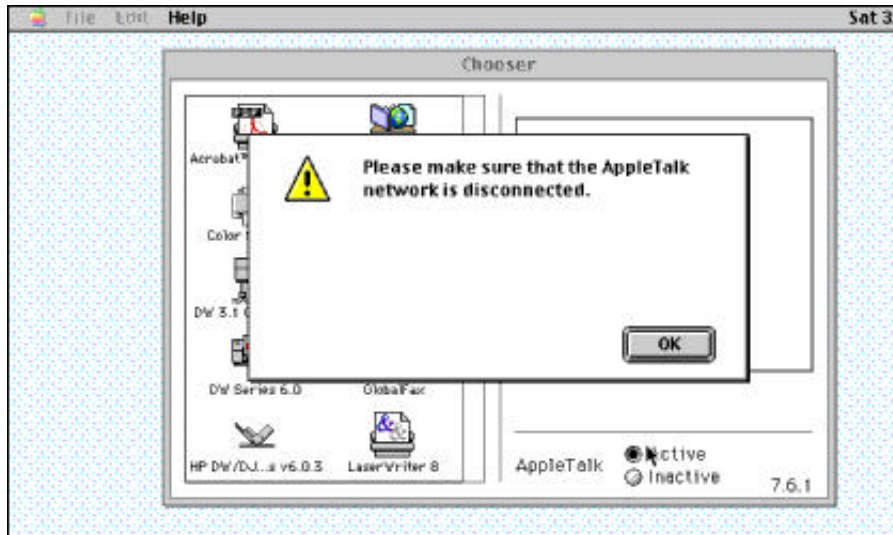 File Edit Help
Sat 3
Chooser
Acrobat™
Color
DW 3.1
DW Series 6.0
GlobalFax
HP DW/DJ...s v6.0.3
LaserWriter 8
Please make sure that the AppleTalk
network is disconnected.
OK
AppleTalk
Active
Inactive
7.6.1